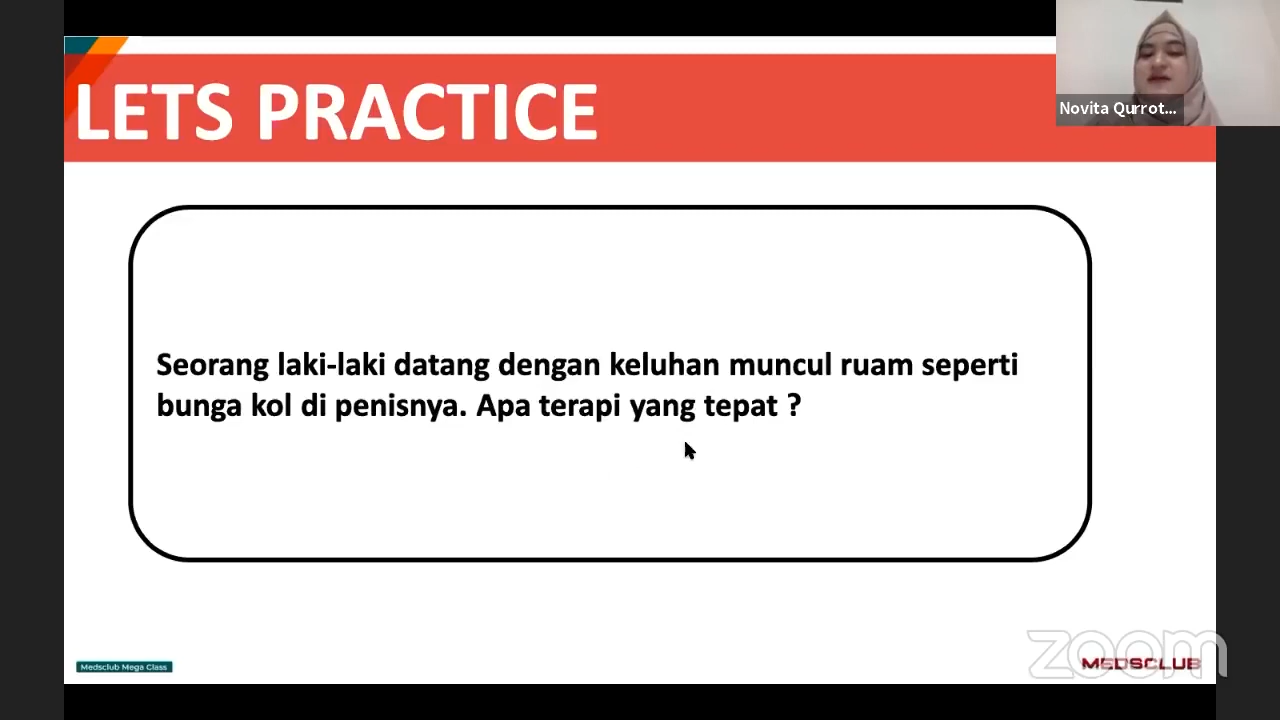 LETS PRACTICE
Novita Qurrot...
Seorang laki-laki datang dengan keluhan muncul ruam seperti
bunga kol di penisnya. Apa terapi yang tepat ?
Medsclub Mega Class
zoom
MEDSCLUB